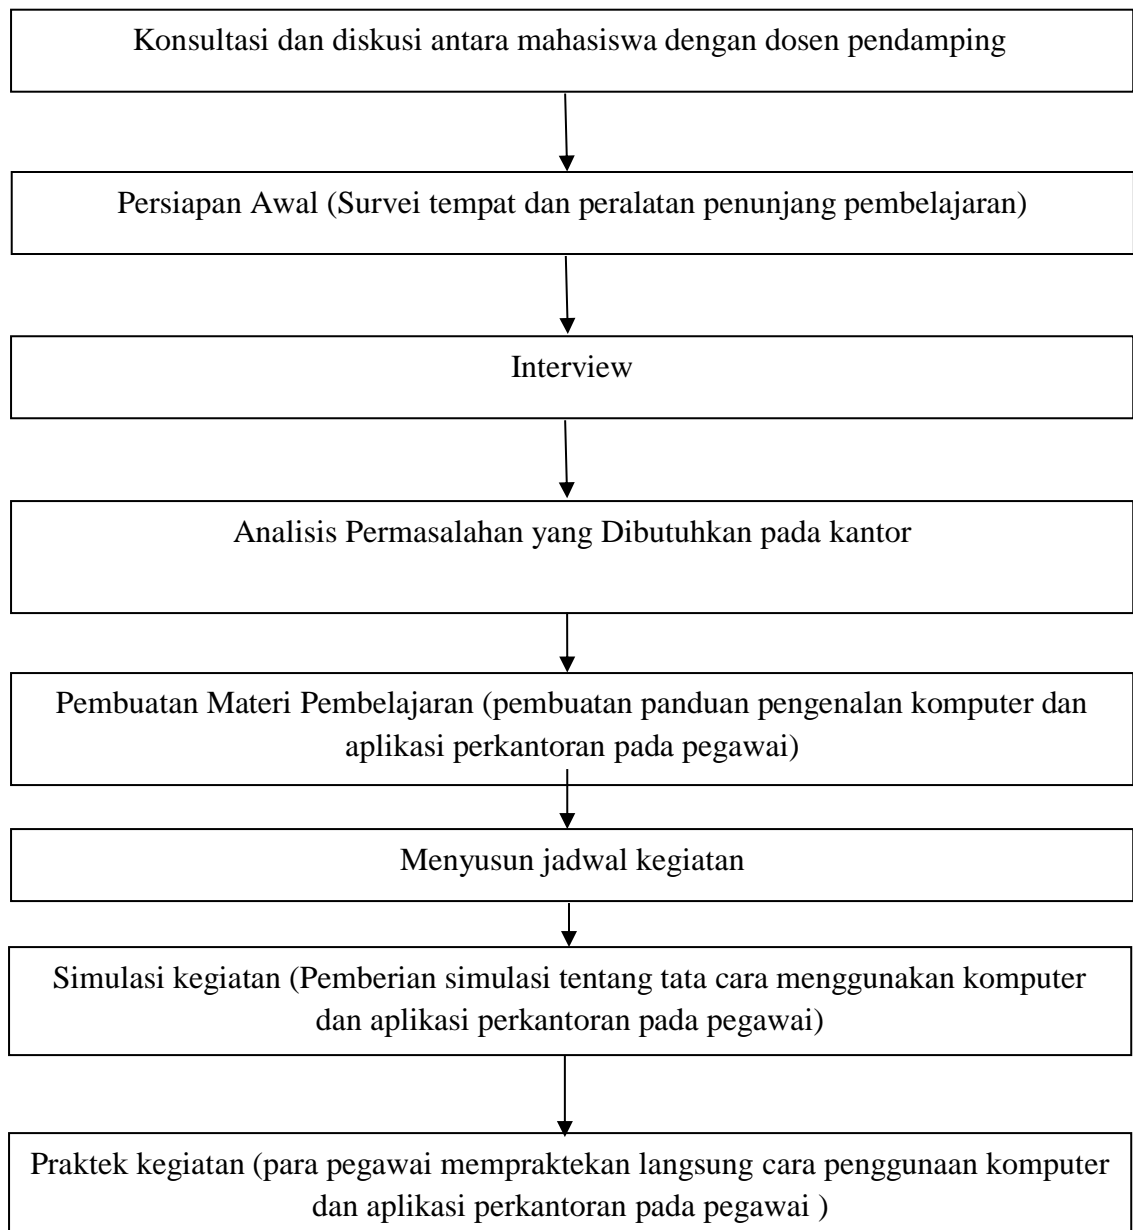 Konsultasi dan diskusi antara mahasiswa dengan dosen pendamping
Persiapan Awal (Survei tempat dan peralatan penunjang pembelajaran)
Interview
Analisis Permasalahan yang Dibutuhkan pada kantor
Pembuatan Materi Pembelajaran (pembuatan panduan pengenalan komputer dan
aplikasi perkantoran pada pegawai)
Menyusun jadwal kegiatan
Simulasi kegiatan (Pemberian simulasi tentang tata cara menggunakan komputer
dan aplikasi perkantoran pada pegawai)
Praktek kegiatan (para pegawai mempraktekan langsung cara penggunaan komputer
dan aplikasi perkantoran pada pegawai )